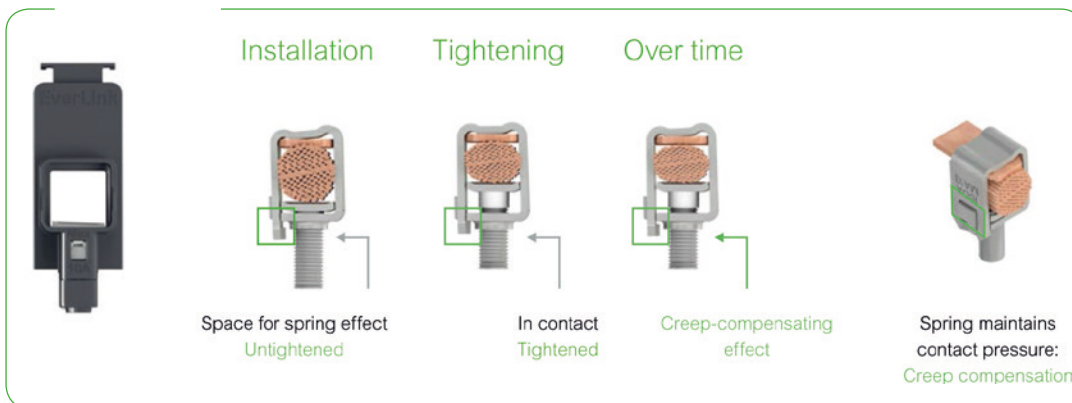 Installation
Tightening
Over time
EverLink
Space for spring effect
Untightened
In contact
Tightened
Creep-compensating
effect
Spring maintains
contact pressure:
Creep compensation